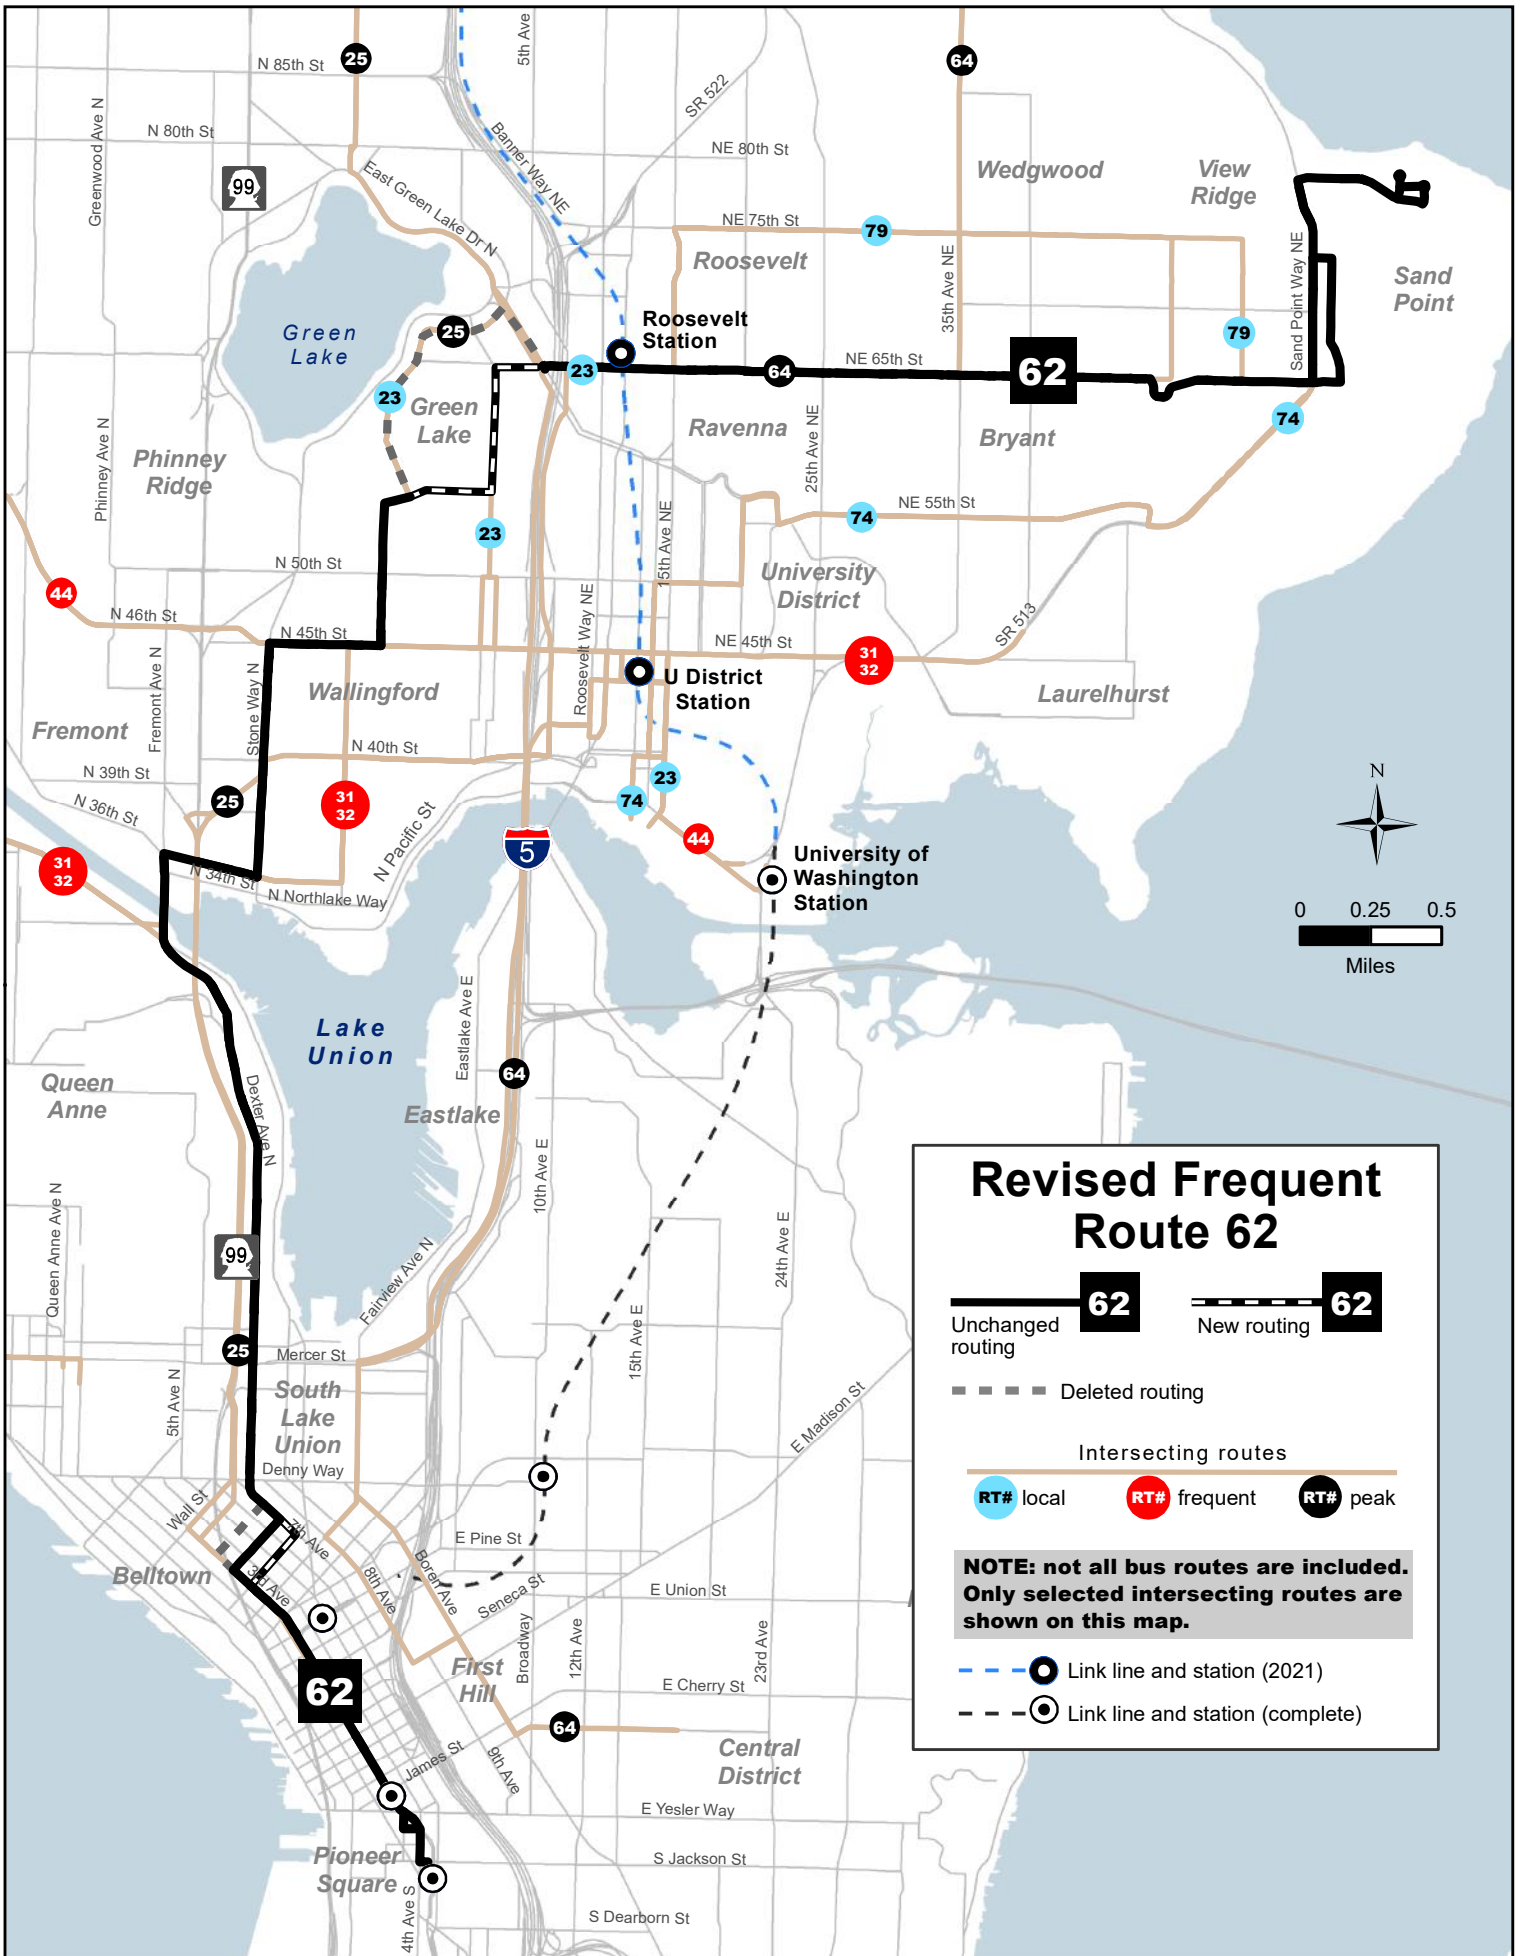 5th Ave
25
64
N 85th St
SR 522
Greenwood Ave N
N 80th St
Banner Way NE
NE 80th St
99
East Green Lake Dr N
Wedgwood
View
Ridge
NE 75th St
79
Roosevelt
35th Ave NE
Sand Point Way NE
Sand
Point
Green
Lake
25
Roosevelt
Station
79
23
NE 65th St
64
62
23
Green
Lake
Ravenna
Bryant
74
Phinney Ave N
Phinney
Ridge
25th Ave NE
NE 55th St
74
23
15th Ave NE
N 50th St
University
District
44
N 46th St
N 45th St
Roosevelt Way NE
NE 45th St
31
32
SR 513
Fremont Ave N
Stone Way N
Wallingford
U District
Station
Laurelhurst
Fremont
N 40th St
N 39th St
N 36th St
25
31
32
23
74
N Pacific St
44
5
N
31
32
N 34th St
N Northlake Way
University of
Washington
Station
0 0.25 0.5
Miles
Lake
Union
Eastlake Ave E
64
Queen
Anne
Dexter Ave N
Eastlake
10th Ave E
Queen Anne Ave N
99
Fairview Ave N
24th Ave E
15th Ave E
25
Mercer St
5th Ave N
South
Lake
Union
E Madison St
Denny Way
Wall St
7th Ave
E Pine St
Belltown
3rd Ave
8th Ave
Boren Ave
Seneca St
E Union St
Broadway
12th Ave
23rd Ave
62
First
Hill
E Cherry St
64
James St
9th Ave
Central
District
E Yesler Way
Pioneer
Square
S Jackson St
4th Ave S
S Dearborn St
Revised Frequent
Route 62
62
Unchanged
routing
62
New routing
Deleted routing
Intersecting routes
RT# local RT# frequent RT# peak
NOTE: not all bus routes are included.
Only selected intersecting routes are
shown on this map.
Link line and station (2021)
Link line and station (complete)